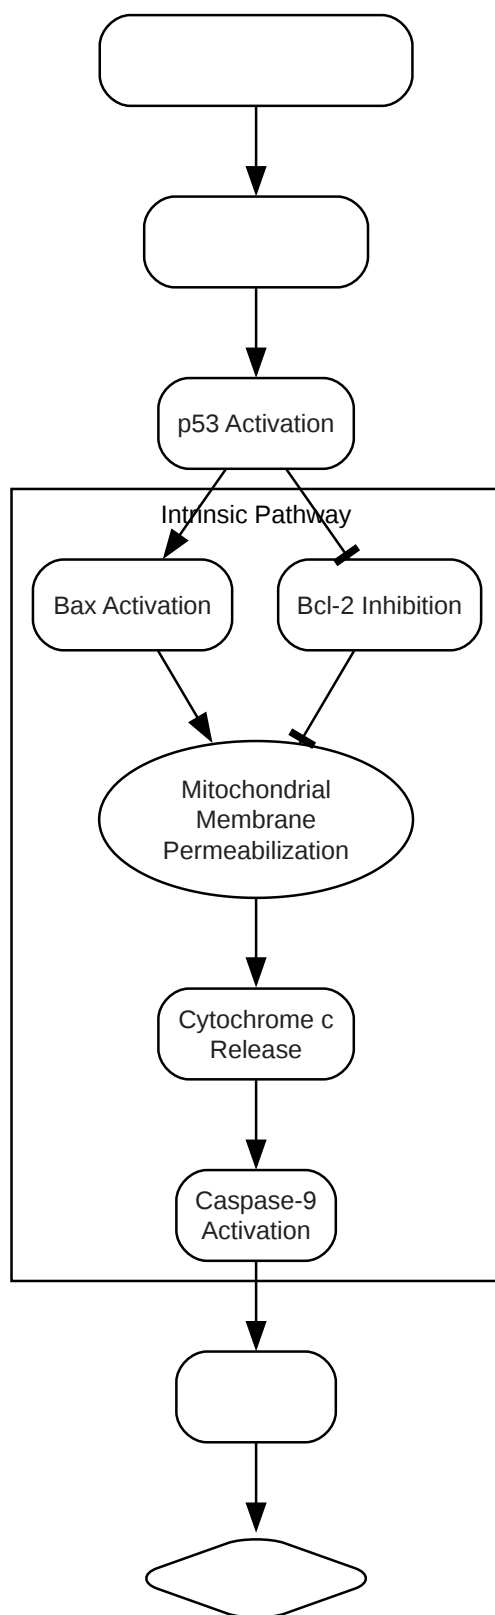 p53 Activation
Intrinsic Pathway
Bax Activation
Bcl-2 Inhibition
Mitochondrial
Membrane
Permeabilization
Cytochrome c
Release
Caspase-9
Activation